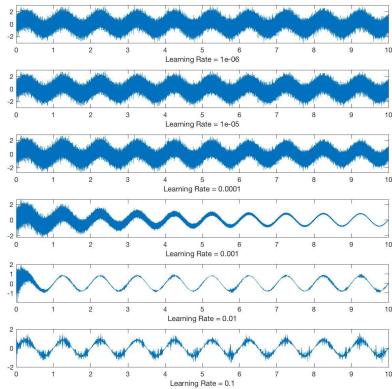 2
0
-2
0 1 2 3 4 5 6 7 8 9 10
Learning Rate = 1e-06
2
0
-2
0 1 2 3 4 5 6 7 8 9 10
Learning Rate = 1e-05
2
0
-2
0 1 2 3 4 5 6 7 8 9 10
Learning Rate = 0.0001
2
0
-2
0 1 2 3 4 5 6 7 8 9 10
Learning Rate = 0.001
2
1
0
-1
0 1 2 3 4 5 6 7 8 9 10
Learning Rate = 0.01
2
0
-2
0 1 2 3 4 5 6 7 8 9 10
Learning Rate = 0.1